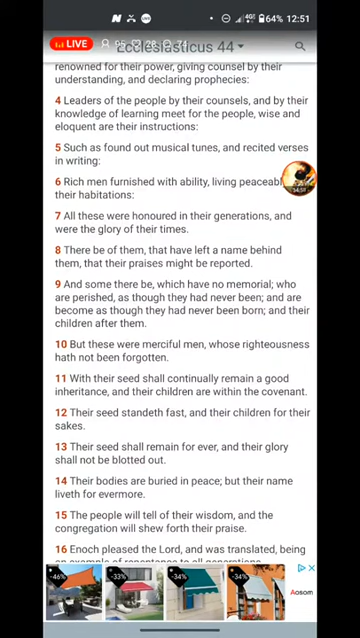 12:51
64%
LIVE
Ecclesiasticus 44
renowned for their power, giving counsel by their
understanding, and declaring prophecies:
4 Leaders of the people by their counsels, and by their
knowledge of learning meet for the people, wise and
eloquent are their instructions:
5 Such as found out musical tunes, and recited verses
in writing:
6 Rich men furnished with ability, living peaceabl
their habitations:
7 All these were honoured in their generations, and
were the glory of their times.
8 There be of them, that have left a name behind
them, that their praises might be reported.
9 And some there be, which have no memorial; who
are perished, as though they had never been; and are
become as though they had never been born; and their
children after them.
10 But these were merciful men, whose righteousness
hath not been forgotten.
11 With their seed shall continually remain a good
inheritance, and their children are within the covenant.
12 Their seed standeth fast, and their children for their
sakes.
13 Their seed shall remain for ever, and their glory
shall not be blotted out.
14 Their bodies are buried in peace; but their name
liveth for evermore.
15 The people will tell of their wisdom, and the
congregation will shew forth their praise.
16 Enoch pleased the Lord, and was translated, being
an example of repentance to all generations.
-46% -33% -34% -34%
Aosom